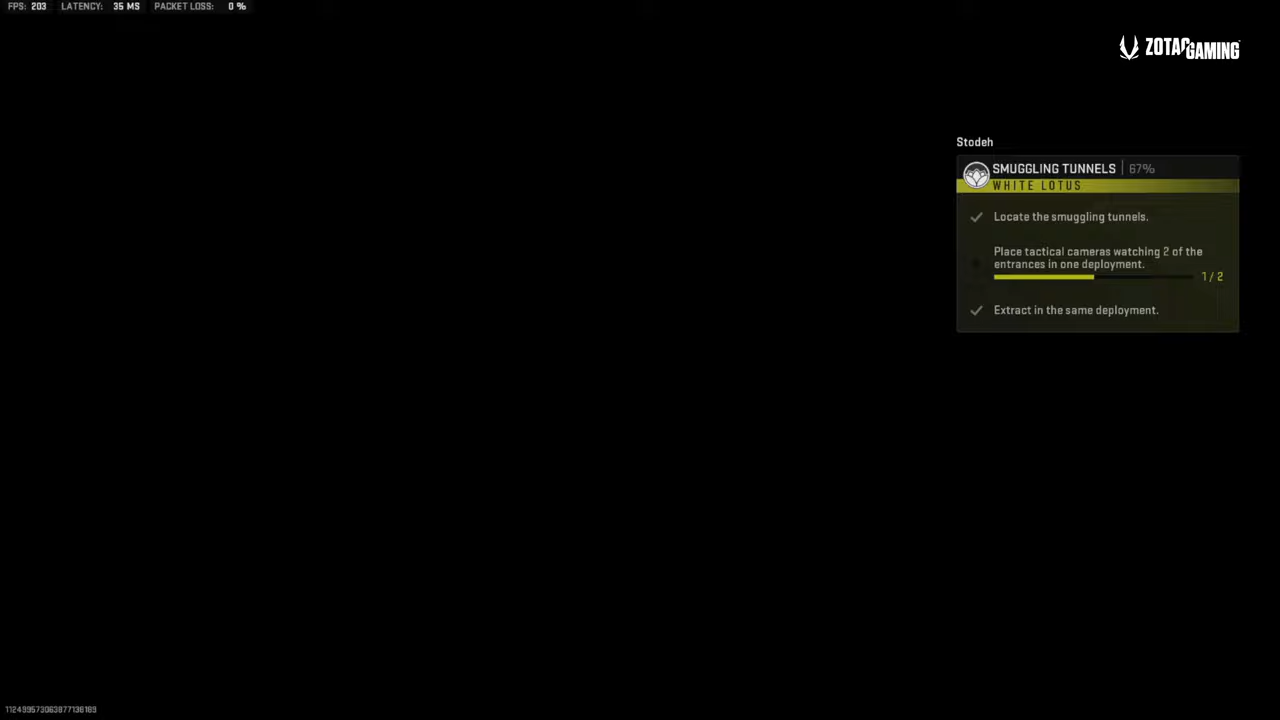 FPS: 203 LATENCY: 35 MS PACKET LOSS: 0 %
ZOTAC GAMING
Stodeh
SMUGGLING TUNNELS | 67%
WHITE LOTUS
Locate the smuggling tunnels.
Place tactical cameras watching 2 of the
entrances in one deployment.
1 / 2
Extract in the same deployment.